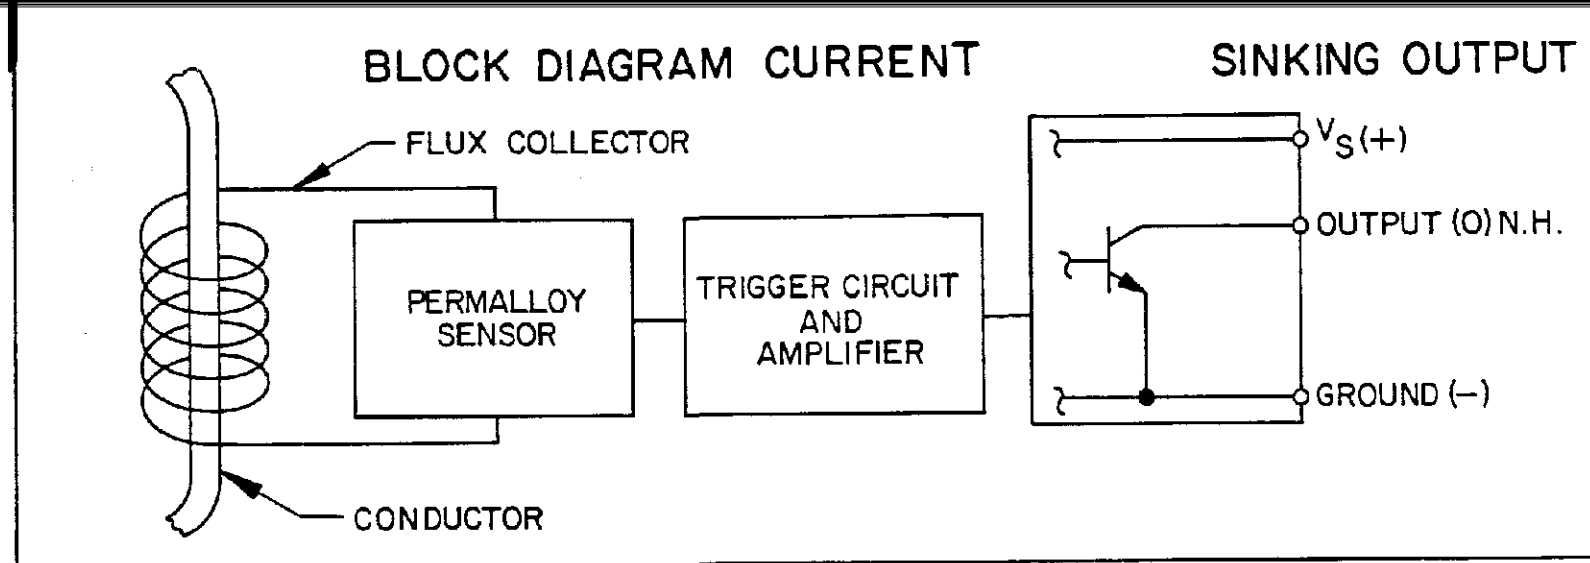 BLOCK DIAGRAM CURRENT SINKING OUTPUT
FLUX COLLECTOR
PERMALLOY
SENSOR
TRIGGER CIRCUIT
AND
AMPLIFIER
VS (+)
OUTPUT (O) N.H.
GROUND (−)
CONDUCTOR